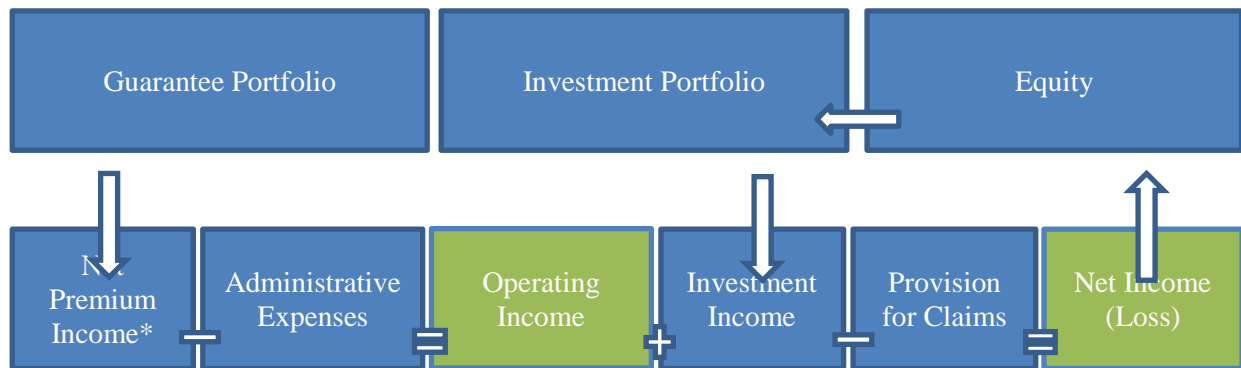 Guarantee Portfolio
Investment Portfolio
Equity
Net
Premium
Income*
Administrative
Expenses
Operating
Income
Investment
Income
Provision
for Claims
Net Income
(Loss)